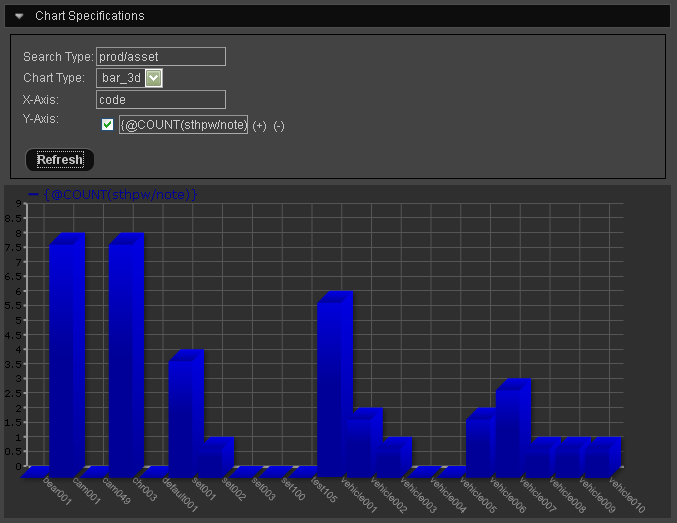 Chart Specifications
Search Type: prod/asset
Chart Type: bar_3d
X-Axis: code
Y-Axis: {@COUNT(sthpw/note) (+) (-)
Refresh
{@COUNT(sthpw/note)}
9
8.5
8
7.5
7
6.5
6
5.5
5
4.5
4
3.5
3
2.5
2
1.5
1
0.5
0
bear001 cam001 cam049 chr003 default001 set001 set002 set003 set100 test105 vehicle001 vehicle002 vehicle003 vehicle004 vehicle005 vehicle006 vehicle007 vehicle008 vehicle009 vehicle010